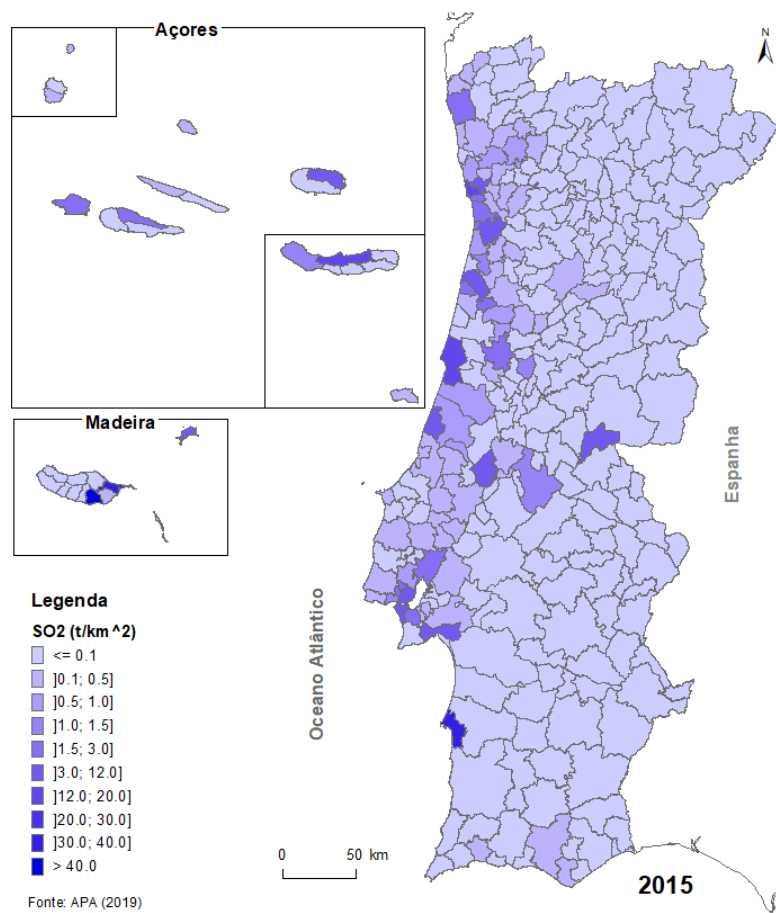 Açores
N
Madeira
Espanha
Oceano Atlântico
Legenda
SO2 (t/km^2)
<= 0.1
]0.1; 0.5]
]0.5; 1.0]
]1.0; 1.5]
]1.5; 3.0]
]3.0; 12.0]
]12.0; 20.0]
]20.0; 30.0]
]30.0; 40.0]
> 40.0
0 50 km
2015
Fonte: APA (2019)